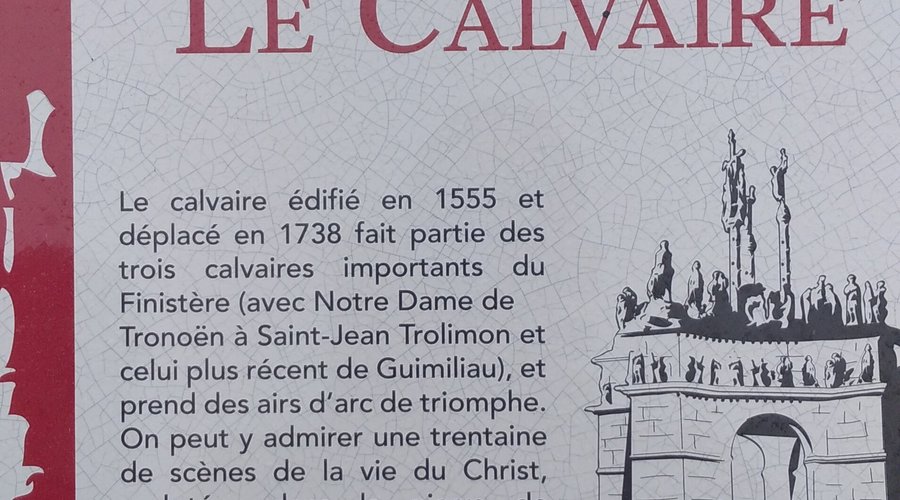 LE CALVAIRE
Le calvaire édifié en 1555 et
déplacé en 1738 fait partie des
trois calvaires importants du
Finistère (avec Notre Dame de
Tronoën à Saint-Jean Trolimon et
celui plus récent de Guimiliau), et
prend des airs d'arc de triomphe.
On peut y admirer une trentaine
de scènes de la vie du Christ,